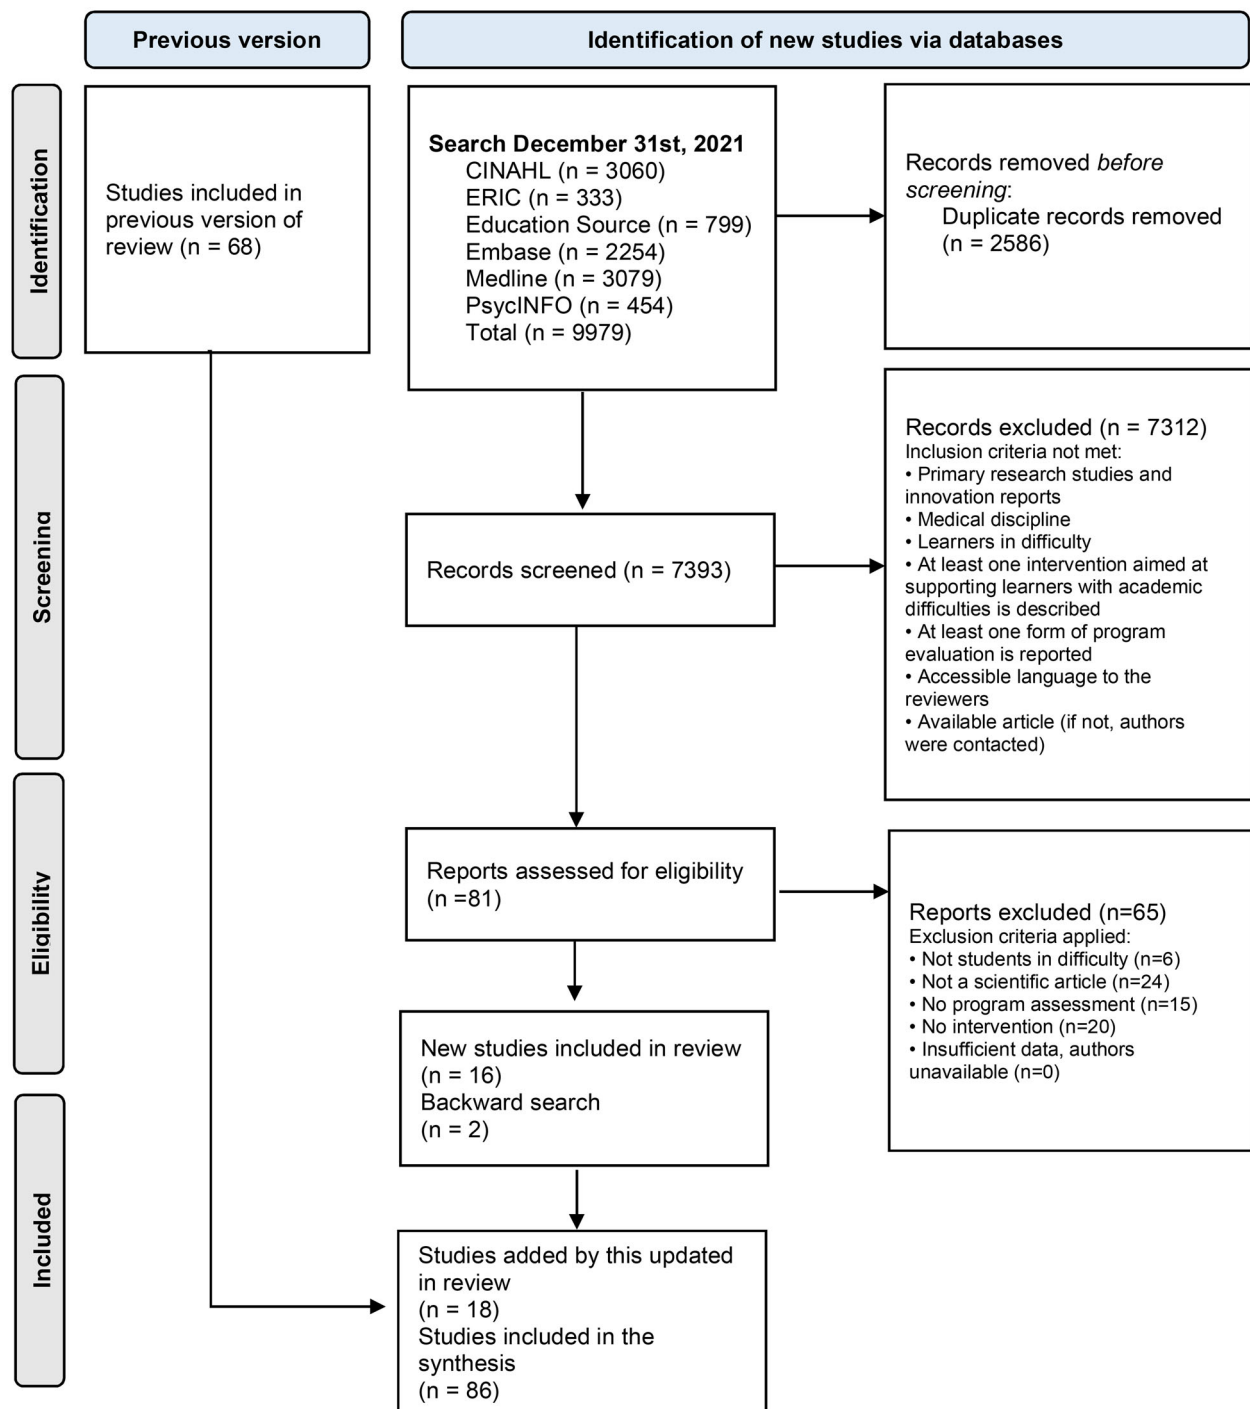 Previous version
Identification of new studies via databases
Identification
Studies included in
previous version of
review (n = 68)
Search December 31st, 2021
CINAHL (n = 3060)
ERIC (n = 333)
Education Source (n = 799)
Embase (n = 2254)
Medline (n = 3079)
PsycINFO (n = 454)
Total (n = 9979)
Records removed before
screening:
Duplicate records removed
(n = 2586)
Screening
Records screened (n = 7393)
Records excluded (n = 7312)
Inclusion criteria not met:
• Primary research studies and
innovation reports
• Medical discipline
• Learners in difficulty
• At least one intervention aimed at
supporting learners with academic
difficulties is described
• At least one form of program
evaluation is reported
• Accessible language to the
reviewers
• Available article (if not, authors
were contacted)
Eligibility
Reports assessed for eligibility
(n =81)
Reports excluded (n=65)
Exclusion criteria applied:
• Not students in difficulty (n=6)
• Not a scientific article (n=24)
• No program assessment (n=15)
• No intervention (n=20)
• Insufficient data, authors
unavailable (n=0)
New studies included in review
(n = 16)
Backward search
(n = 2)
Included
Studies added by this updated
in review
(n = 18)
Studies included in the
synthesis
(n = 86)